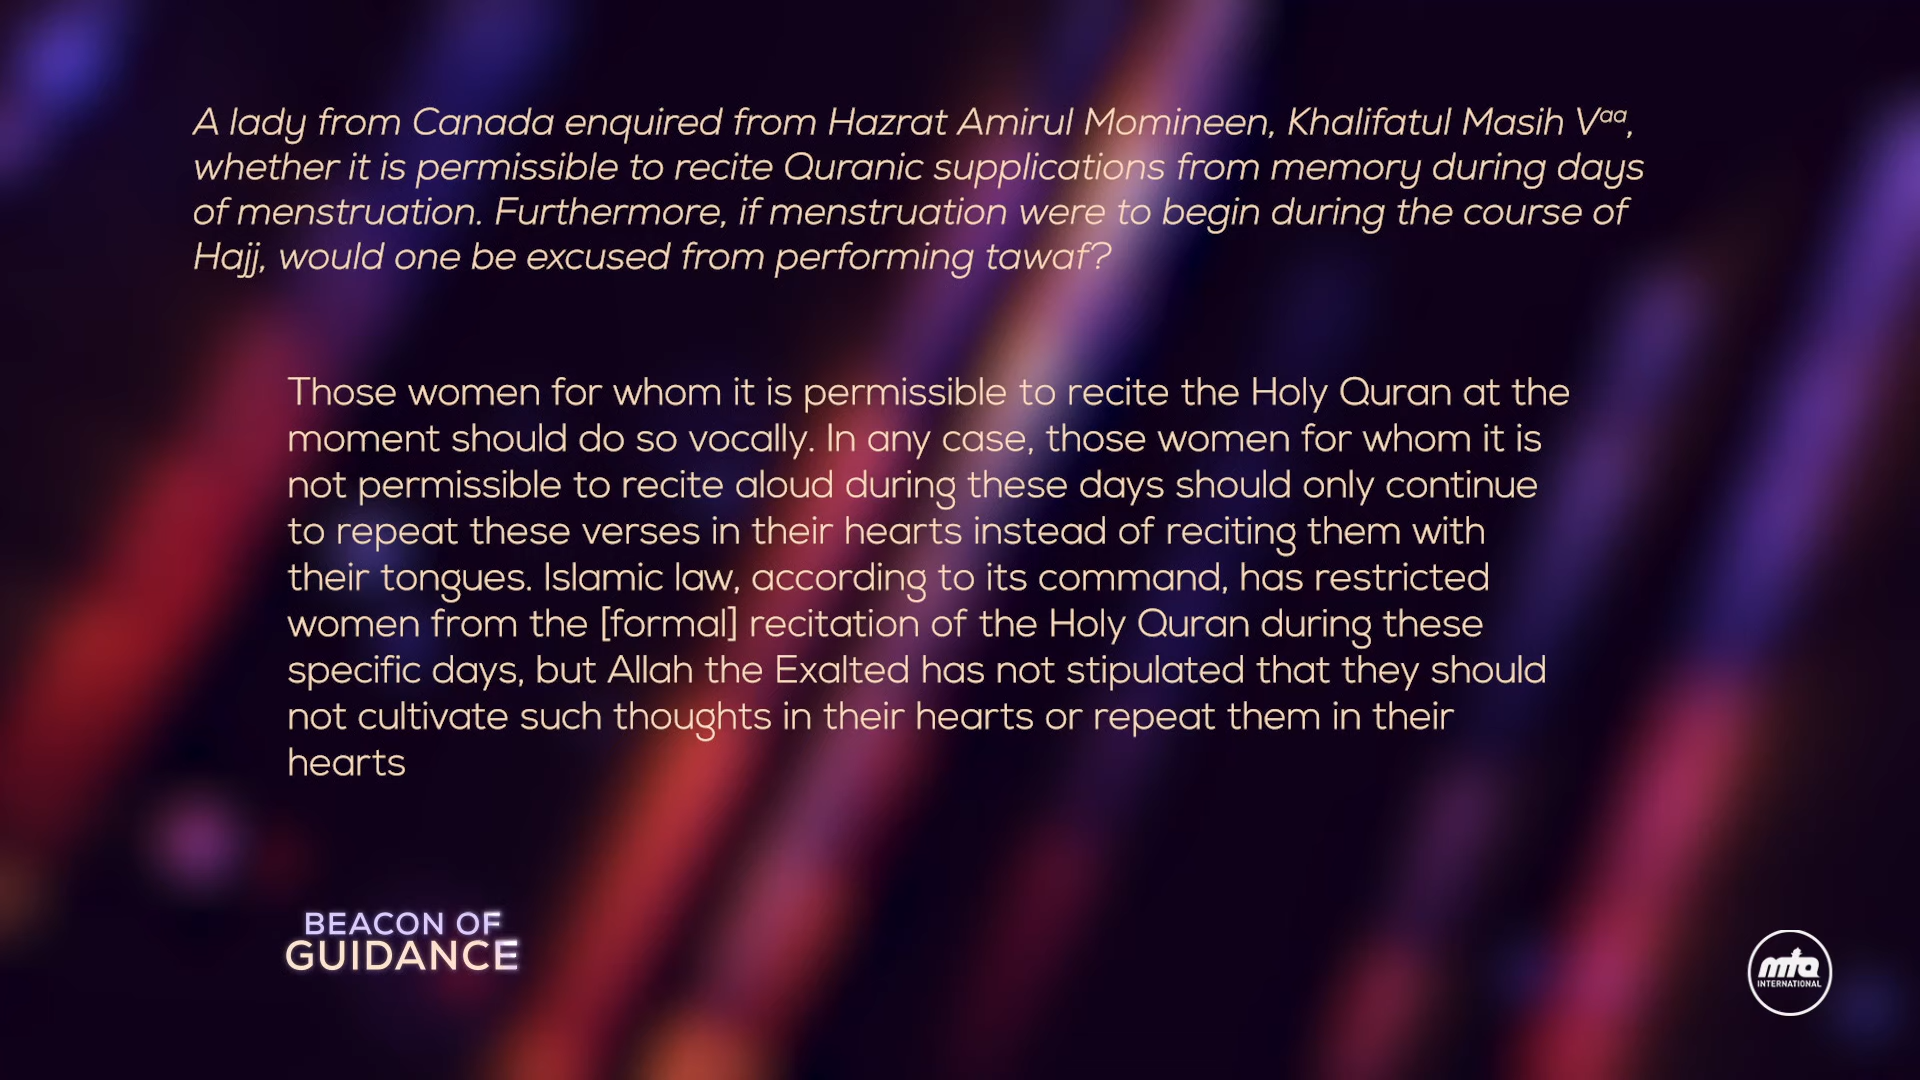 A lady from Canada enquired from Hazrat Amirul Momineen, Khalifatul Masih Vᵃᵃ,
whether it is permissible to recite Quranic supplications from memory during days
of menstruation. Furthermore, if menstruation were to begin during the course of
Hajj, would one be excused from performing tawaf?
Those women for whom it is permissible to recite the Holy Quran at the
moment should do so vocally. In any case, those women for whom it is
not permissible to recite aloud during these days should only continue
to repeat these verses in their hearts instead of reciting them with
their tongues. Islamic law, according to its command, has restricted
women from the [formal] recitation of the Holy Quran during these
specific days, but Allah the Exalted has not stipulated that they should
not cultivate such thoughts in their hearts or repeat them in their
hearts
BEACON OF
GUIDANCE
mta
INTERNATIONAL